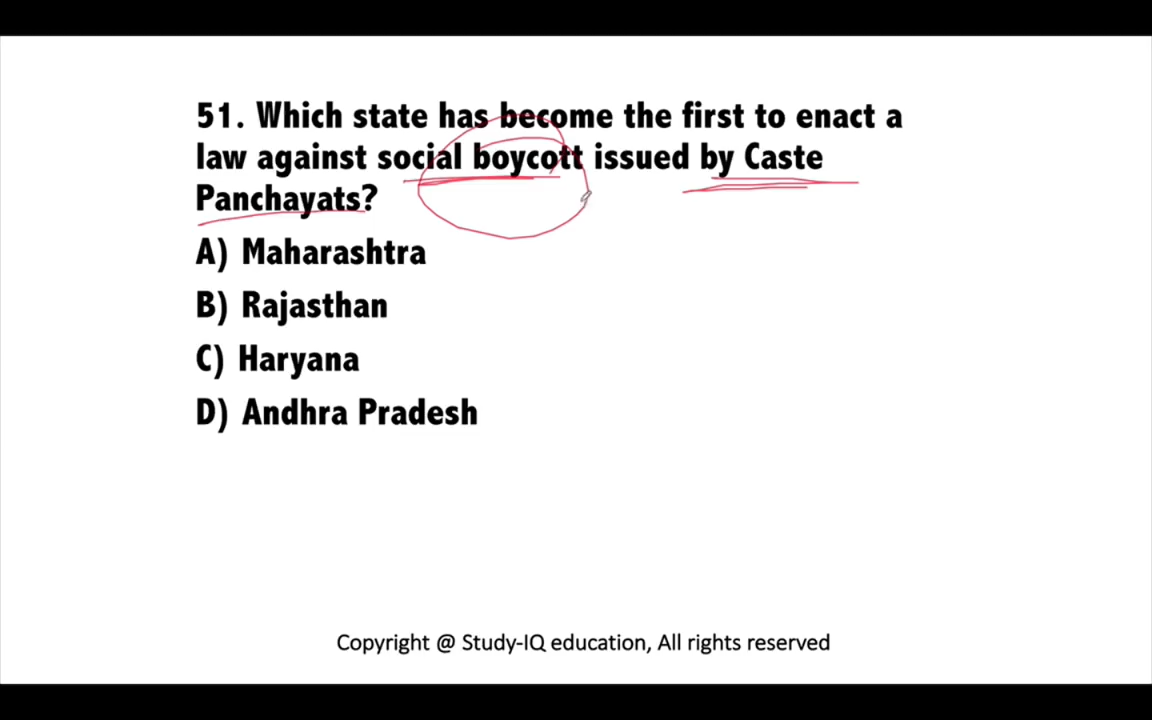 51. Which state has become the first to enact a
law against social boycott issued by Caste
Panchayats?
A) Maharashtra
B) Rajasthan
C) Haryana
D) Andhra Pradesh
Copyright @ Study-IQ education, All rights reserved